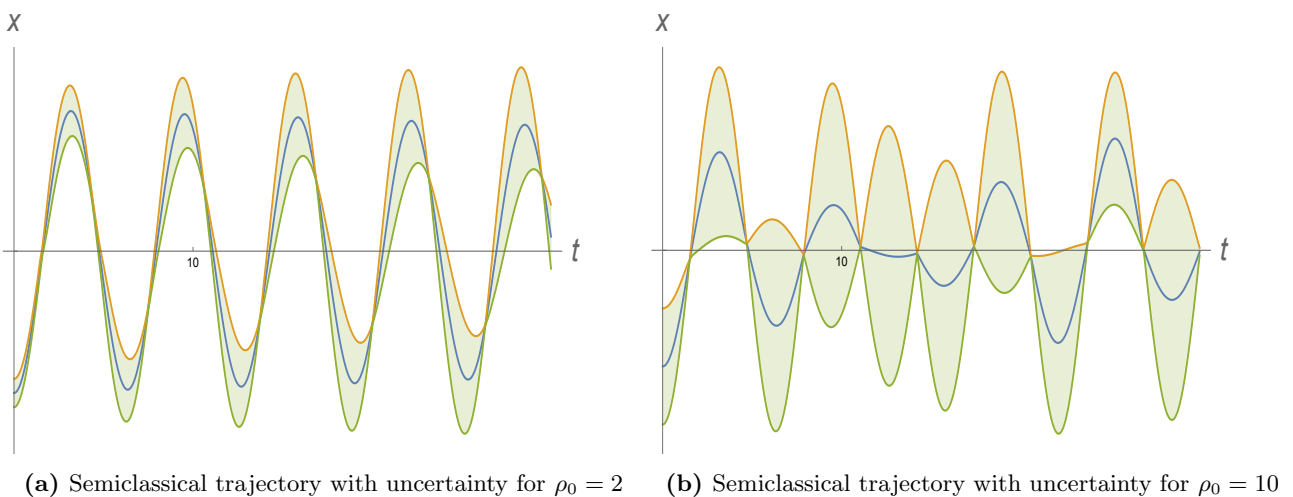 x
x
t
t
10
10
(a) Semiclassical trajectory with uncertainty for ρ₀ = 2
(b) Semiclassical trajectory with uncertainty for ρ₀ = 10